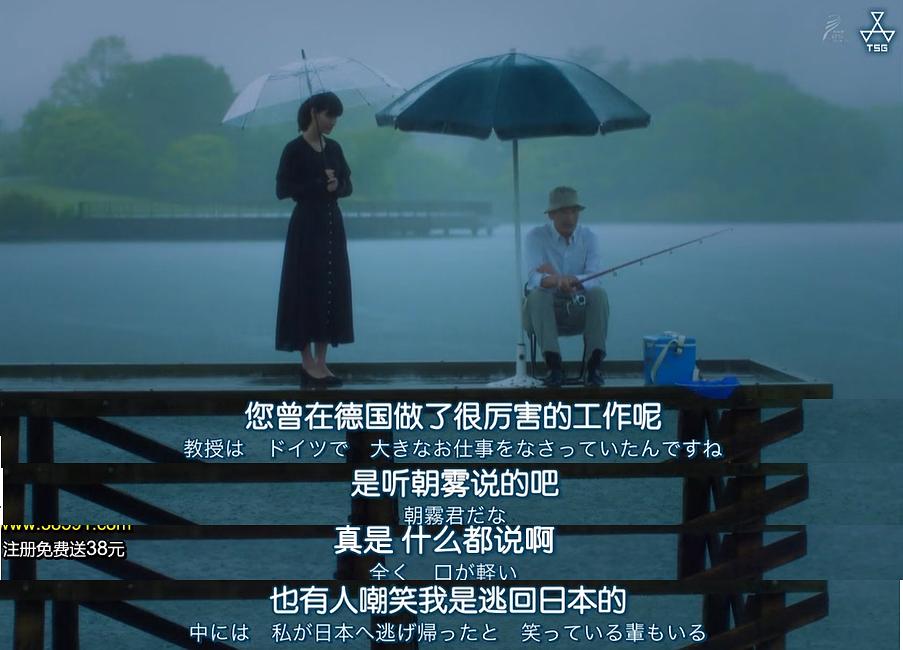 TSG
您曾在德国做了很厉害的工作呢
教授は ドイツで 大きなお仕事をなさっていたんですね
是听朝雾说的吧
朝霧君だな
真是 什么都说啊
注册免费送38元
全く 口が軽い
也有人嘲笑我是逃回日本的
中には 私が日本へ逃げ帰ったと 笑っている輩もいる